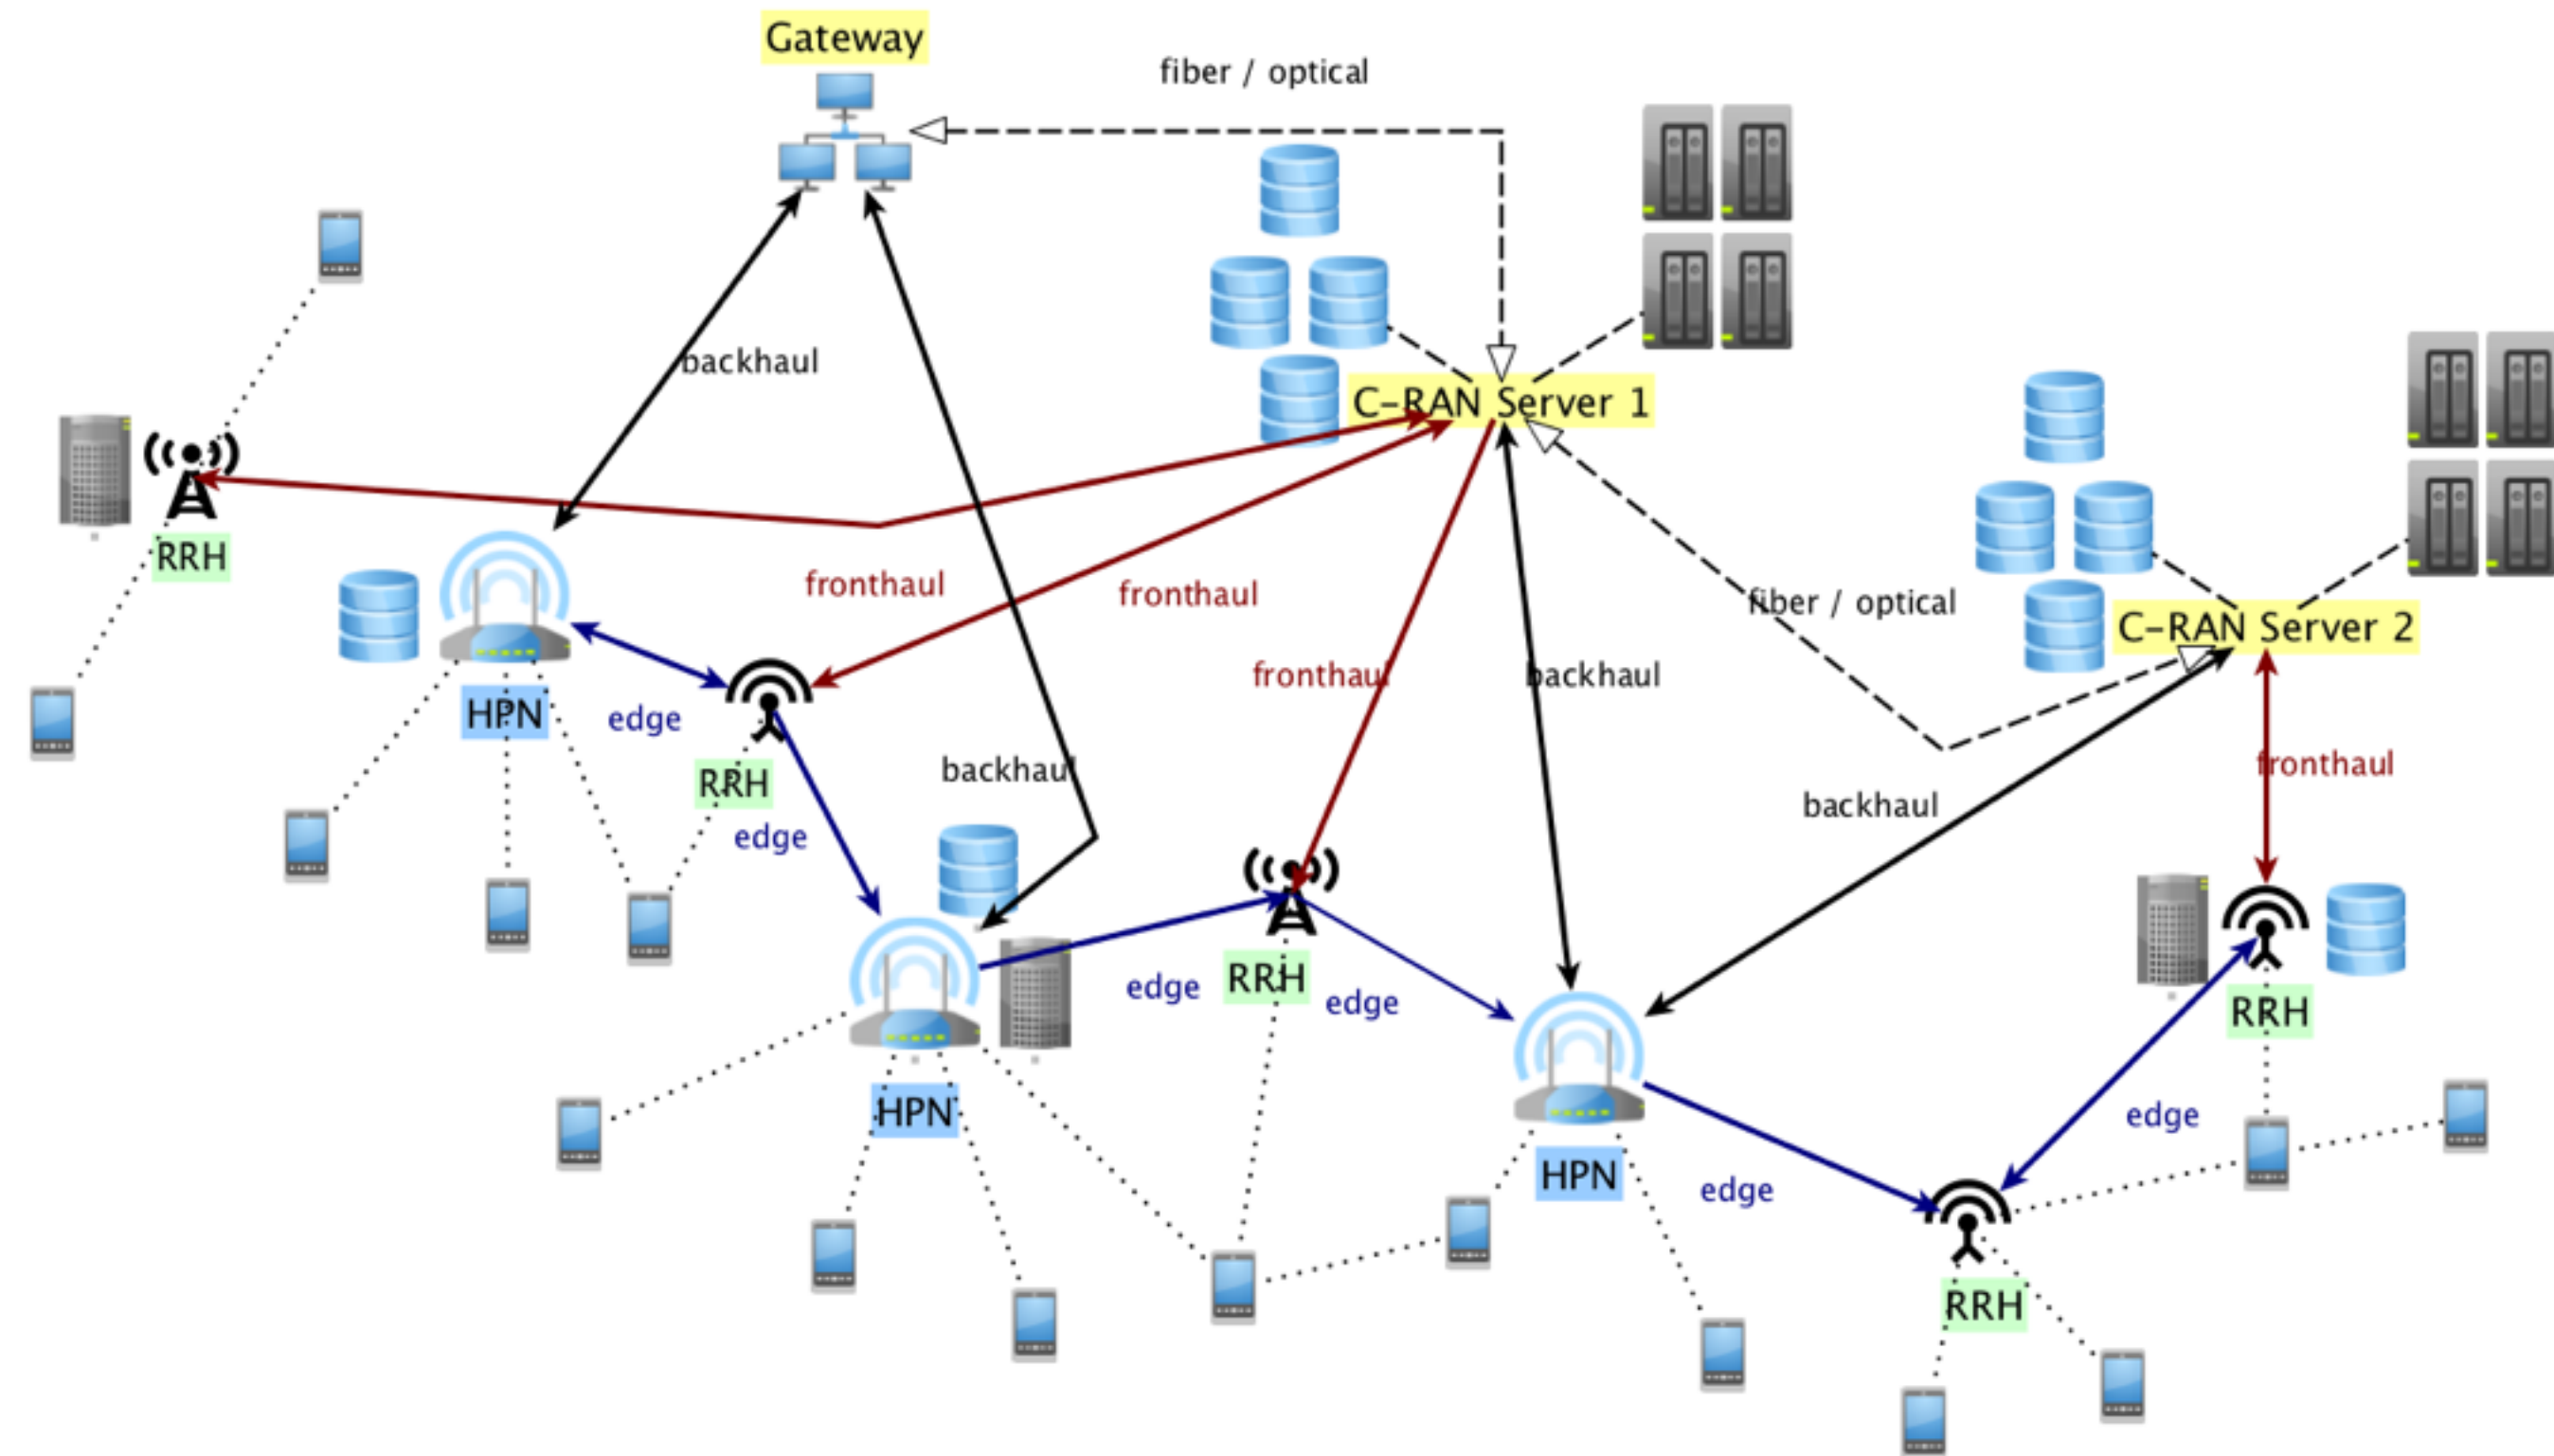 Gateway
fiber / optical
backhaul
C-RAN Server 1
RRH
fronthaul
fronthaul
fiber / optical
C-RAN Server 2
HPN
edge
fronthaul
backhaul
RRH
backhaul
fronthaul
edge
backhaul
RRH
edge
edge
RRH
HPN
edge
HPN
edge
RRH